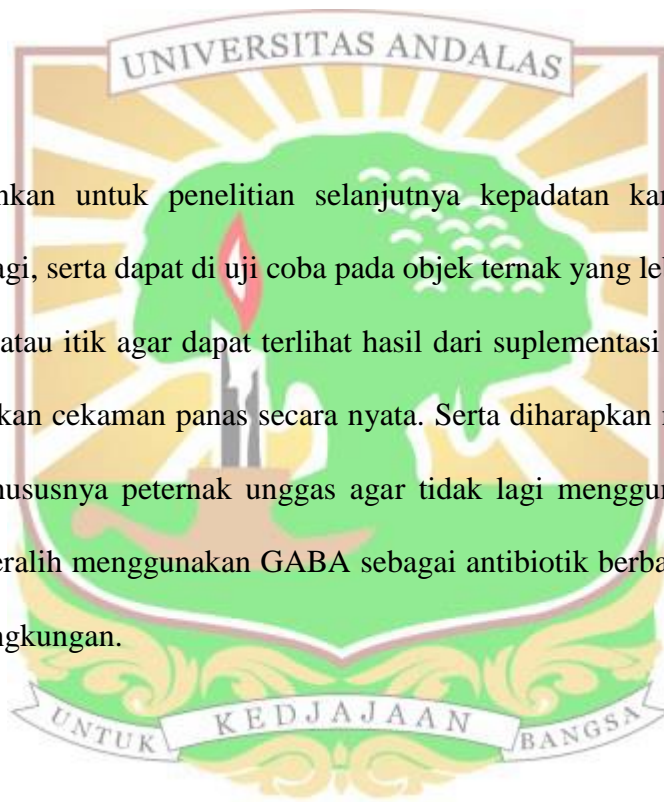 UNIVERSITAS ANDALAS
nkan untuk penelitian selanjutnya kepadatan kan
agi, serta dapat di uji coba pada objek ternak yang leb
atau itik agar dapat terlihat hasil dari suplementasi
kan cekaman panas secara nyata. Serta diharapkan
hususnya peternak unggas agar tidak lagi menggun
eralih menggunakan GABA sebagai antibiotik berba
ngkungan.
UNTUK KEDJAJAAN BANGSA